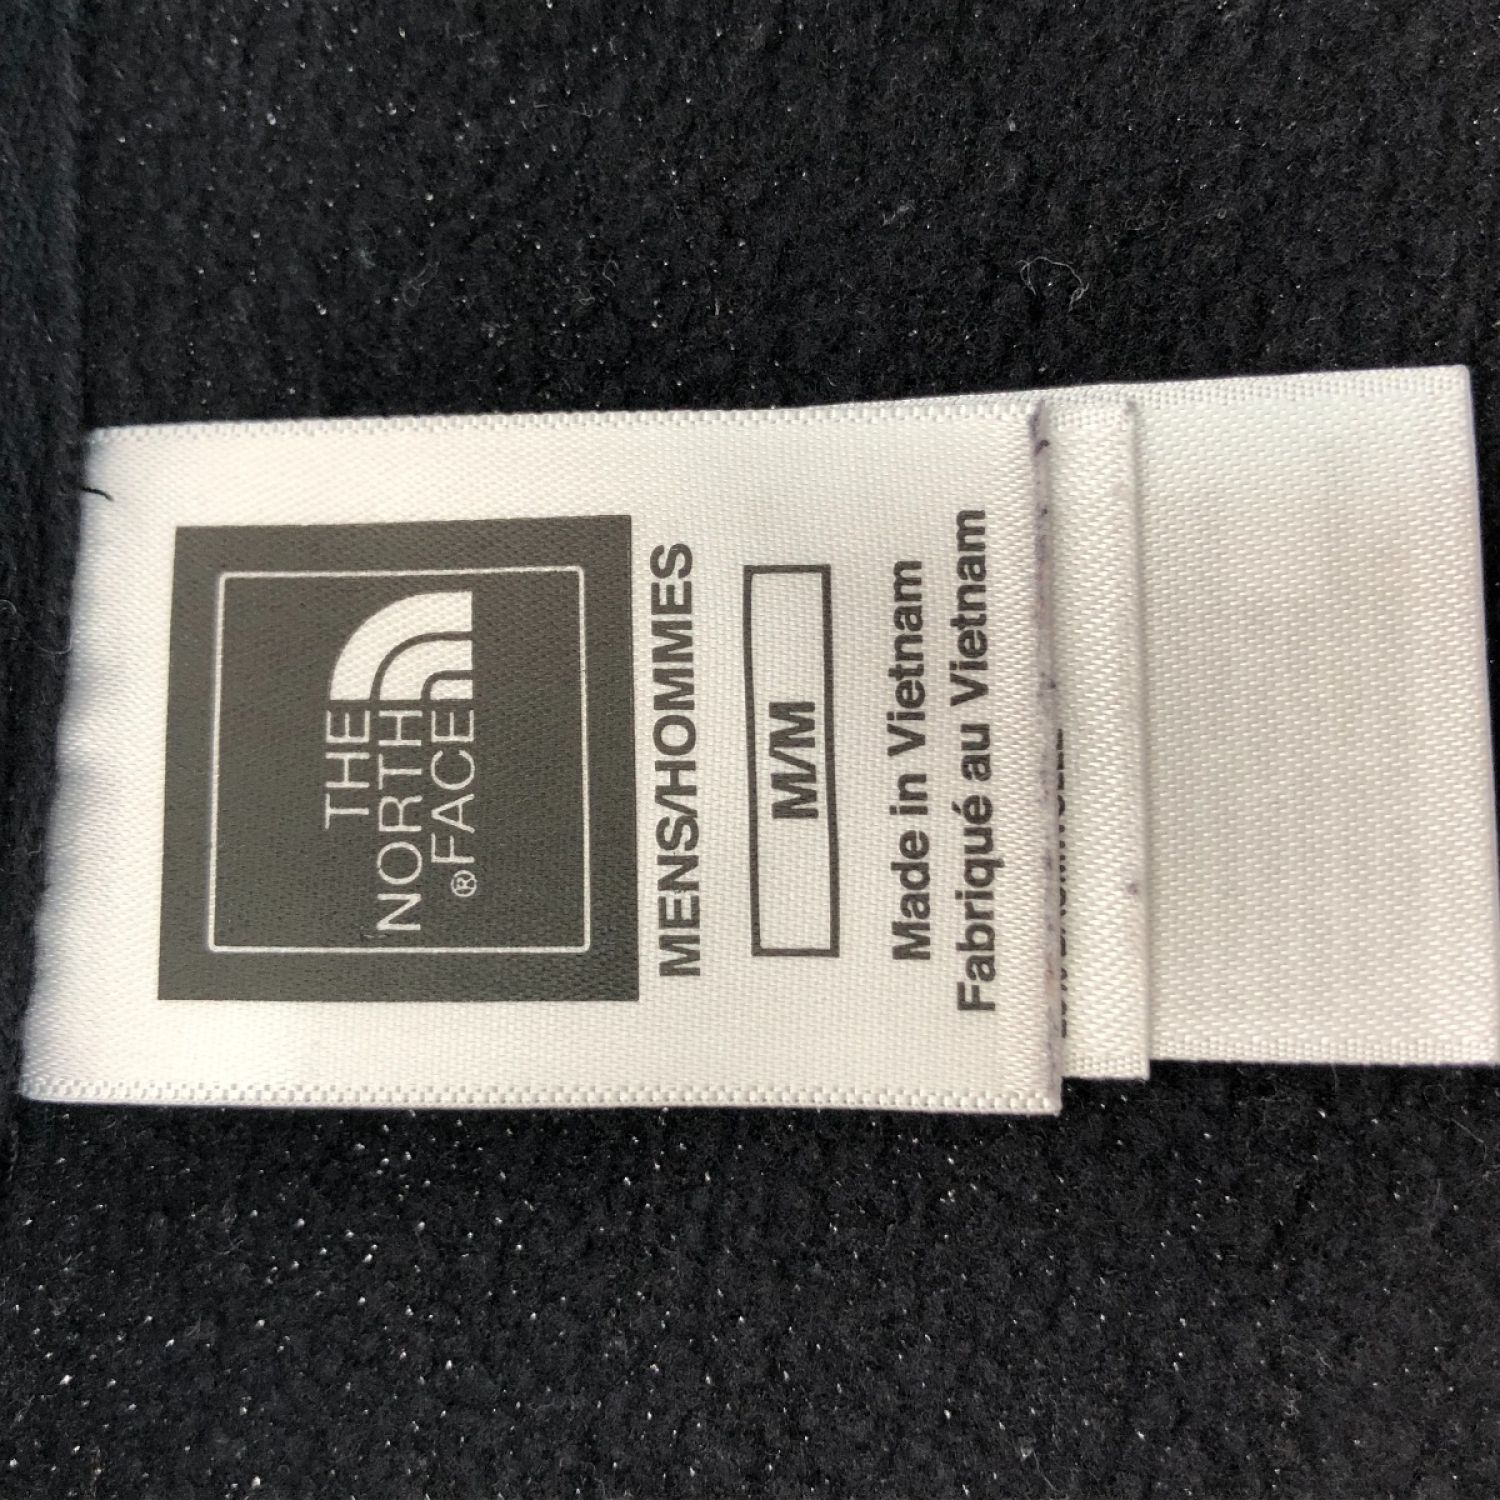 THE
NORTH
FACE®
MENS/HOMMES
M/M
Made in Vietnam
Fabriqué au Vietnam